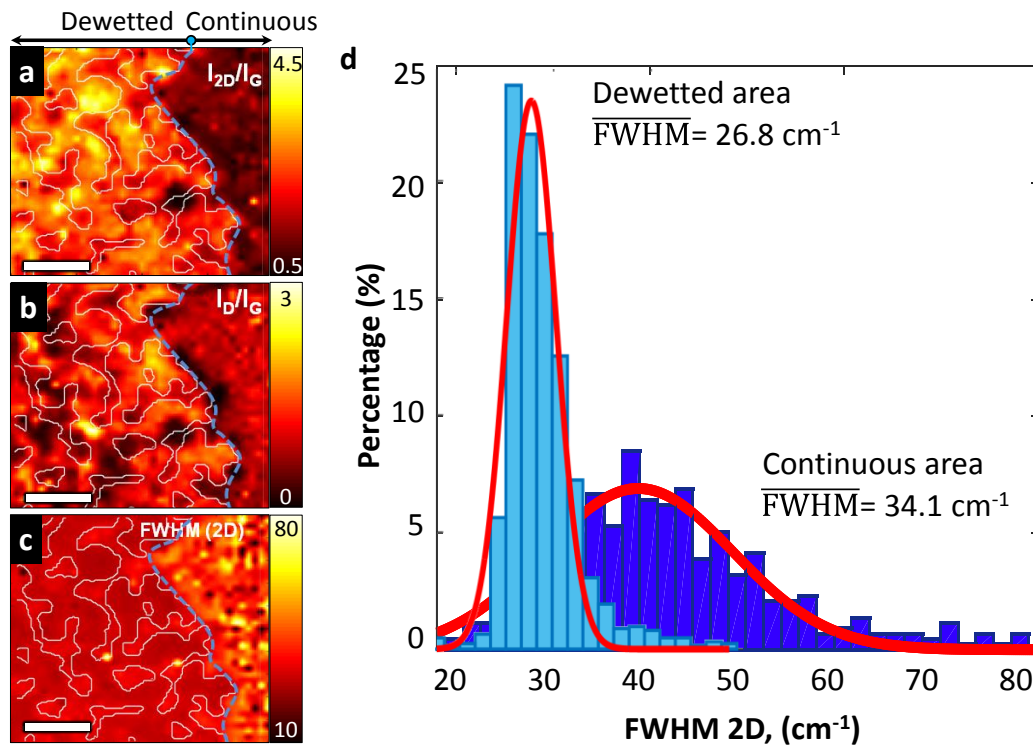 Dewetted Continuous
a
I2D/IG
4.5
0.5
b
ID/IG
3
0
c
FWHM (2D)
80
10
d
25
20
15
10
5
0
Percentage (%)
Dewetted area
FWHM= 26.8 cm-1
Continuous area
FWHM= 34.1 cm-1
20 30 40 50 60 70 80
FWHM 2D, (cm-1)